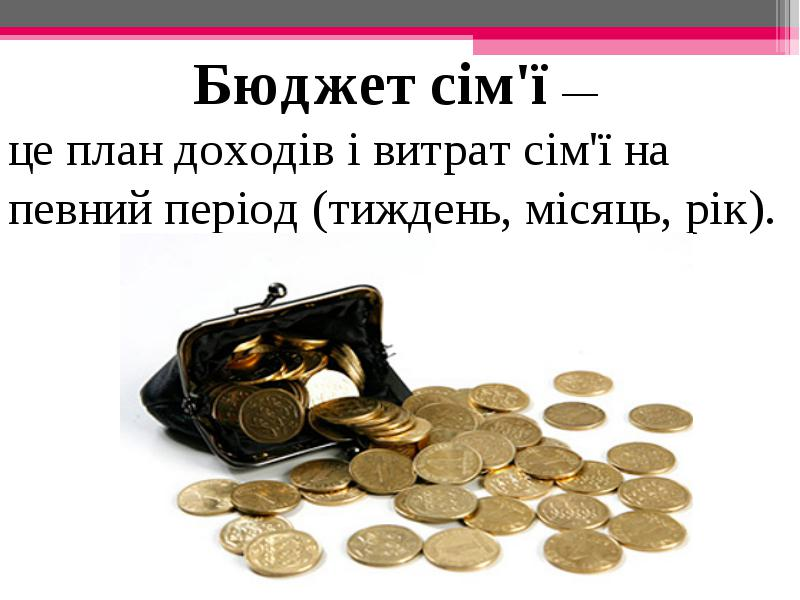 Бюджет сім'ї —
це план доходів і витрат сім'ї на
певний період (тиждень, місяць, рік).